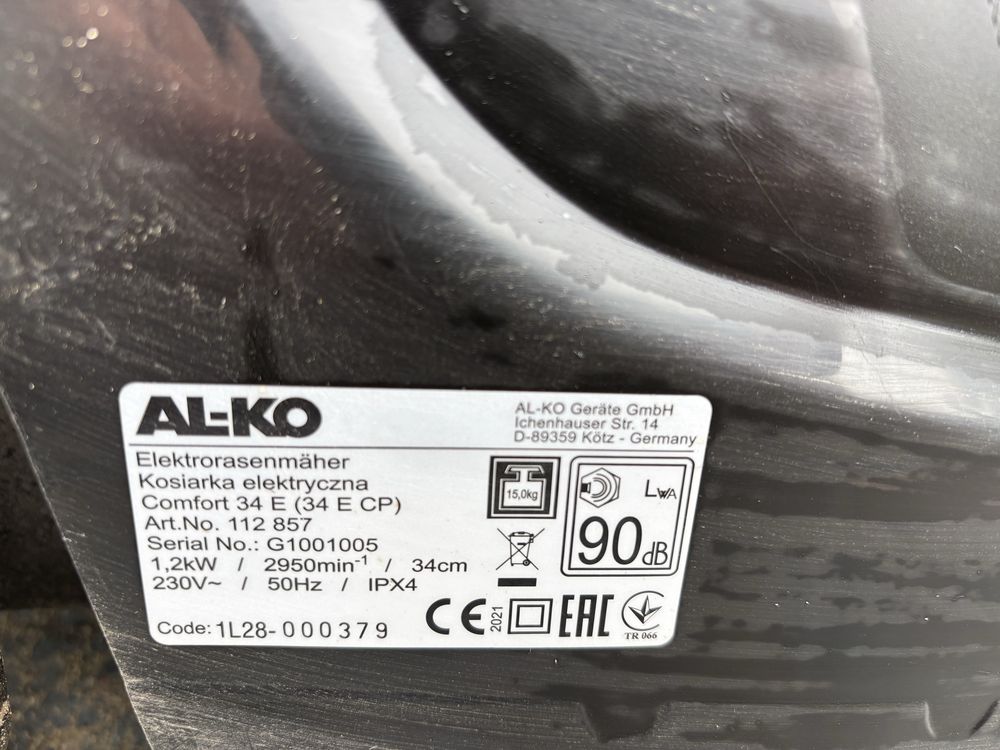 AL-KO
AL-KO Geräte GmbH
Ichenhauser Str. 14
D-89359 Kötz - Germany
Elektrorasenmäher
Kosiarka elektryczna
Comfort 34 E (34 E CP)
Art.No. 112 857
Serial No.: G1001005
1,2kW / 2950min-1 / 34cm
230V~ / 50Hz / IPX4
15,0kg
LWA
90 dB
Code: 1L28-000379
CE 2021 EAC
TR 066